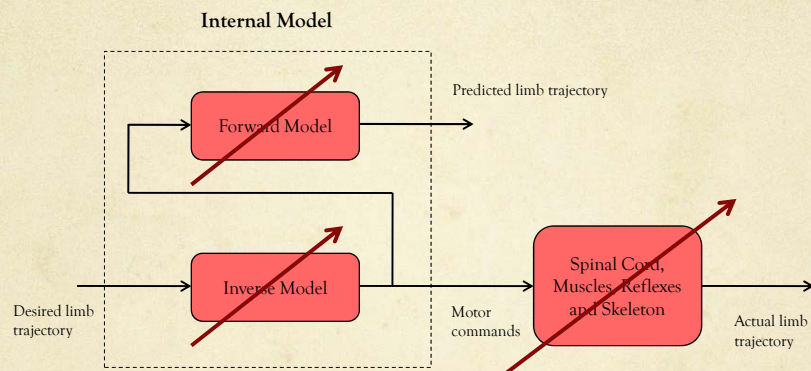 Internal Model
Predicted limb trajectory
Forward Model
Inverse Model
Spinal Cord,
Muscles, Reflexes
and Skeleton
Desired limb
trajectory
Motor
commands
Actual limb
trajectory